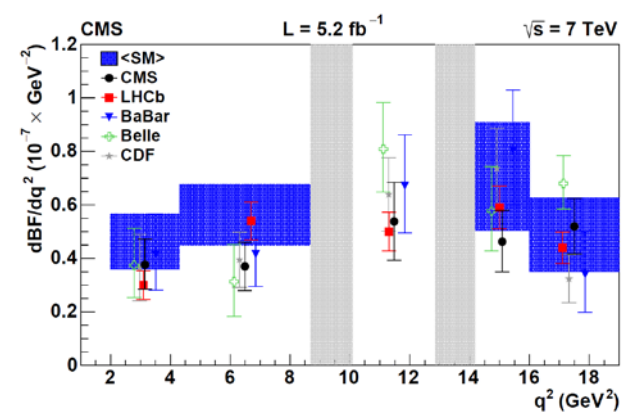 CMS L = 5.2 fb⁻¹ √s = 7 TeV
dBF/dq² (10⁻⁷ × GeV⁻²)
1.2
1
0.8
0.6
0.4
0.2
0
<SM>
CMS
LHCb
BaBar
Belle
CDF
2 4 6 8 10 12 14 16 18
q² (GeV²)